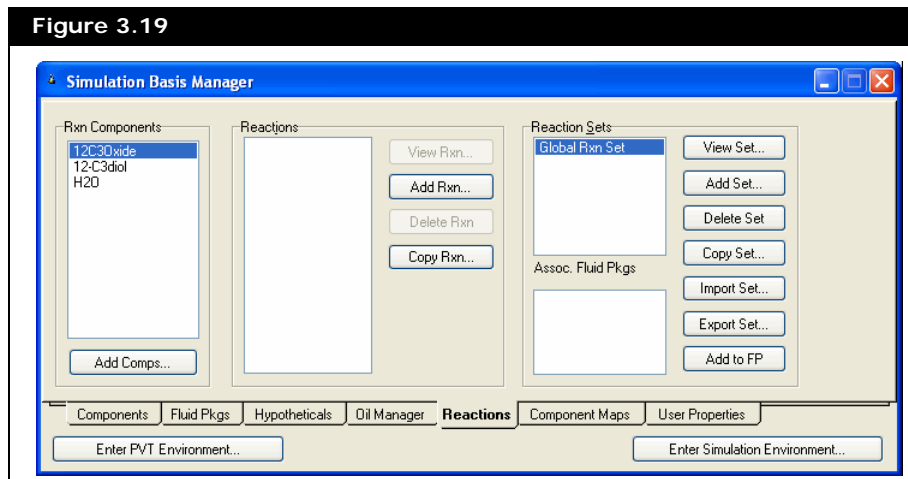 Figure 3.19
Simulation Basis Manager
Rxn Components
12C3Oxide
12-C3diol
H2O
Add Comps...
Reactions
View Rxn...
Add Rxn...
Delete Rxn
Copy Rxn...
Reaction Sets
Global Rxn Set
Assoc. Fluid Pkgs
View Set...
Add Set...
Delete Set
Copy Set...
Import Set...
Export Set...
Add to FP
Components Fluid Pkgs Hypotheticals Oil Manager Reactions Component Maps User Properties
Enter PVT Environment... Enter Simulation Environment...